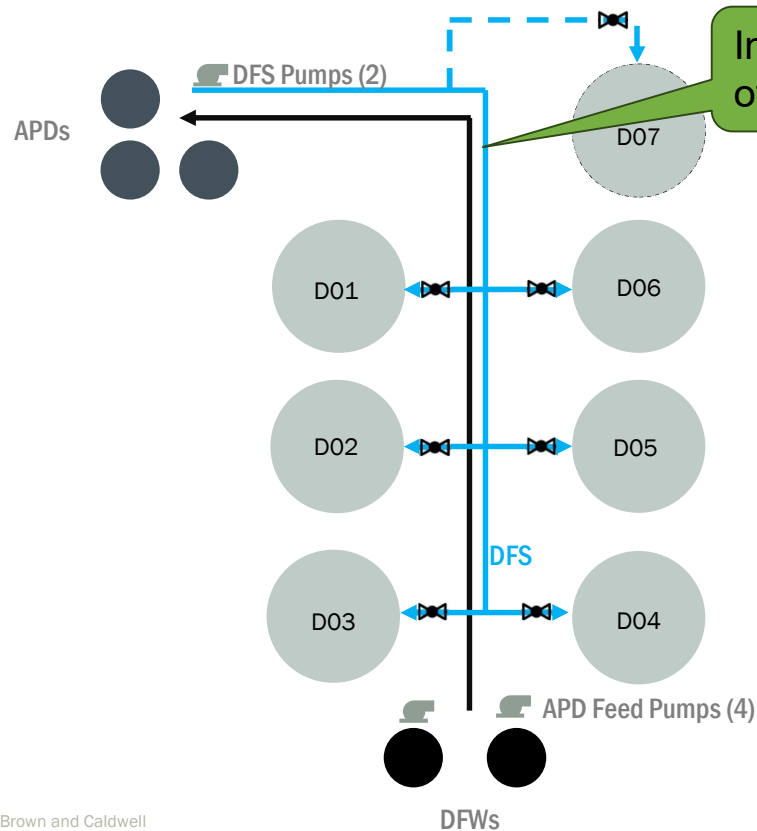 DFS Pumps (2)
In
APDs
D07
D01
D06
D02
D05
DFS
D03
D04
APD Feed Pumps (4)
DFWs
Brown and Caldwell